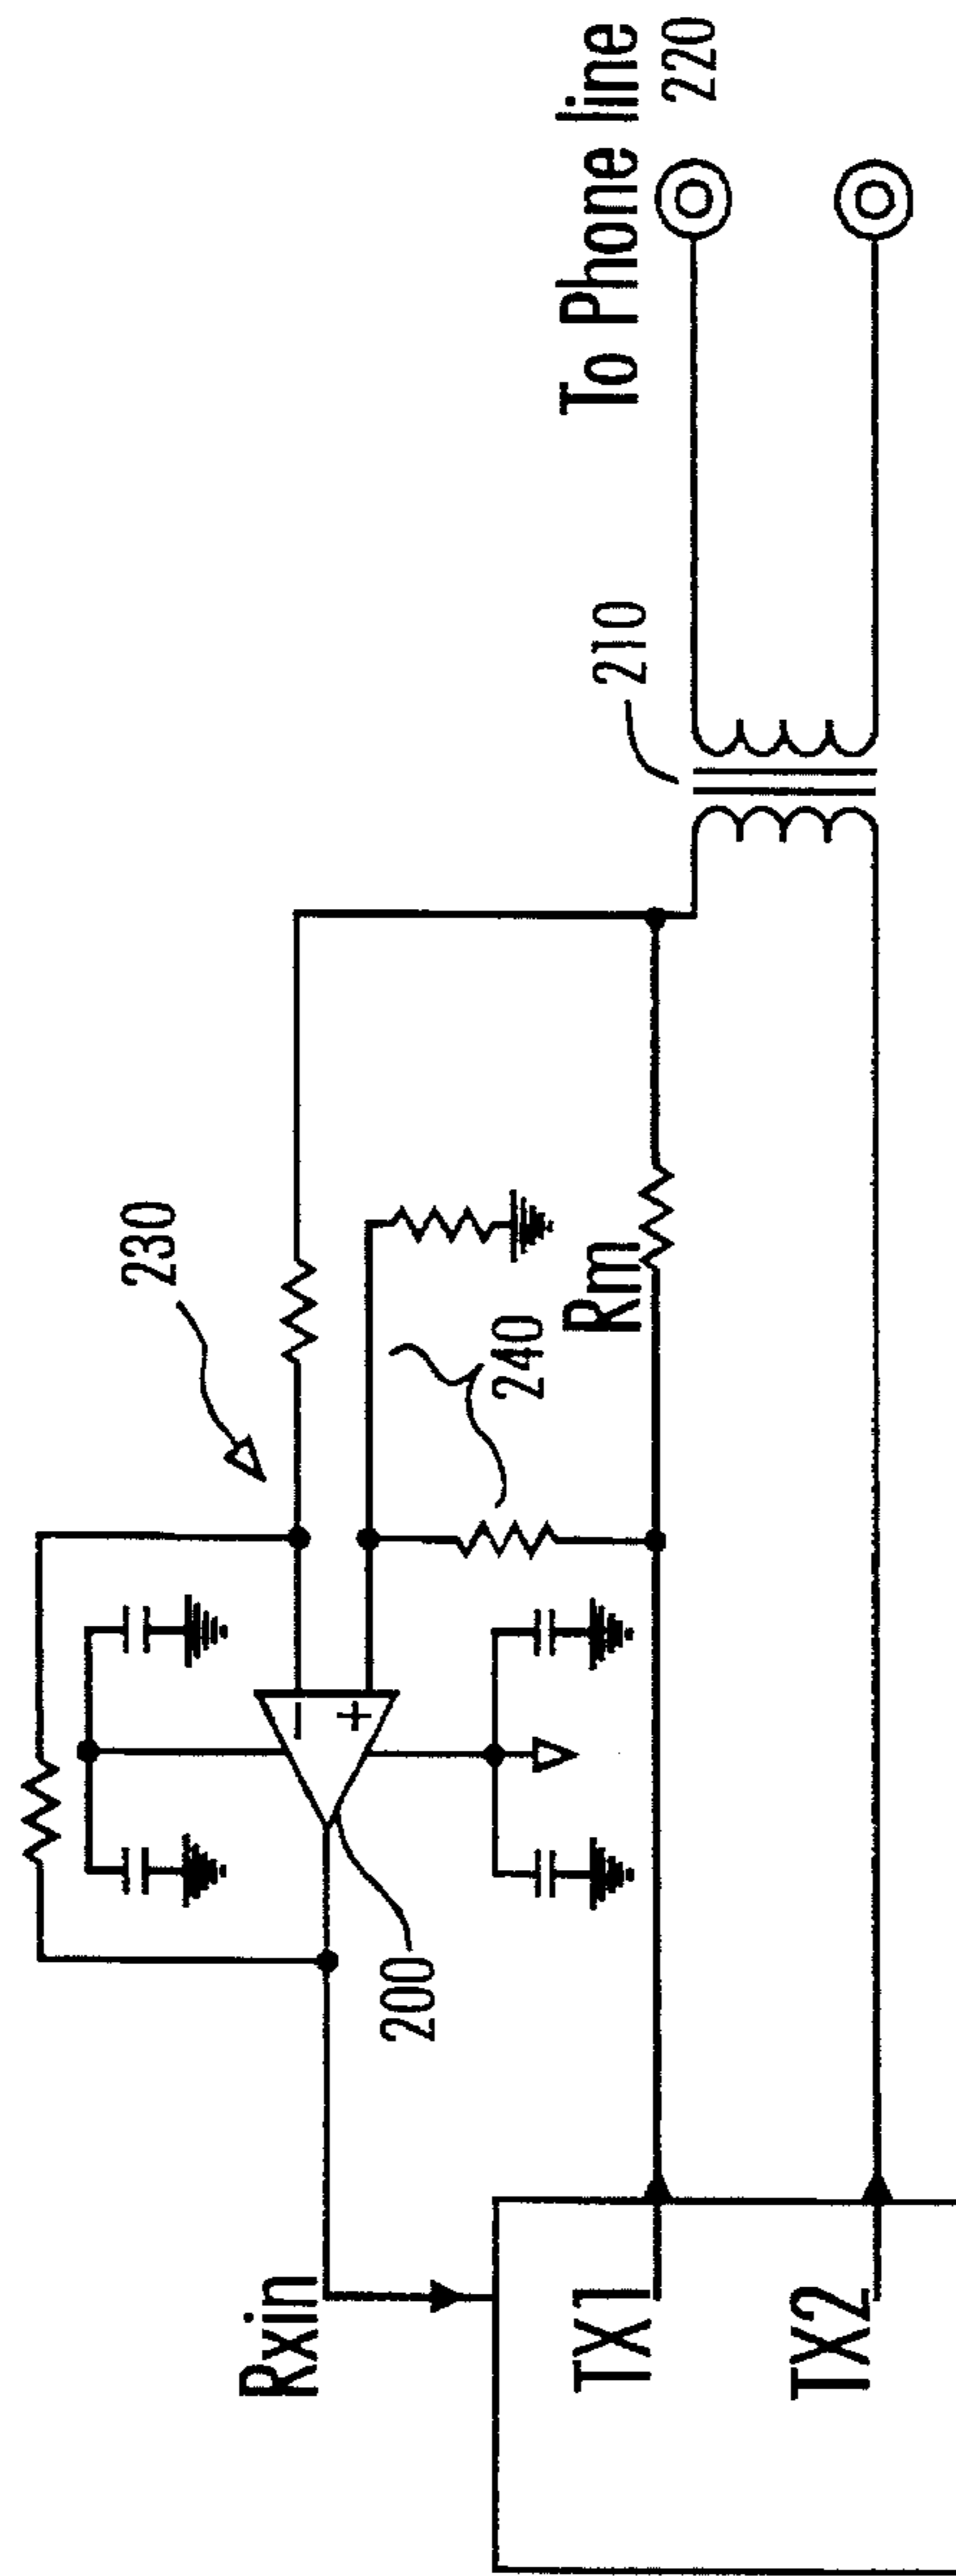 Rxin
TX1
TX2
200
230
240
Rm
210
To Phone line
220
−
+